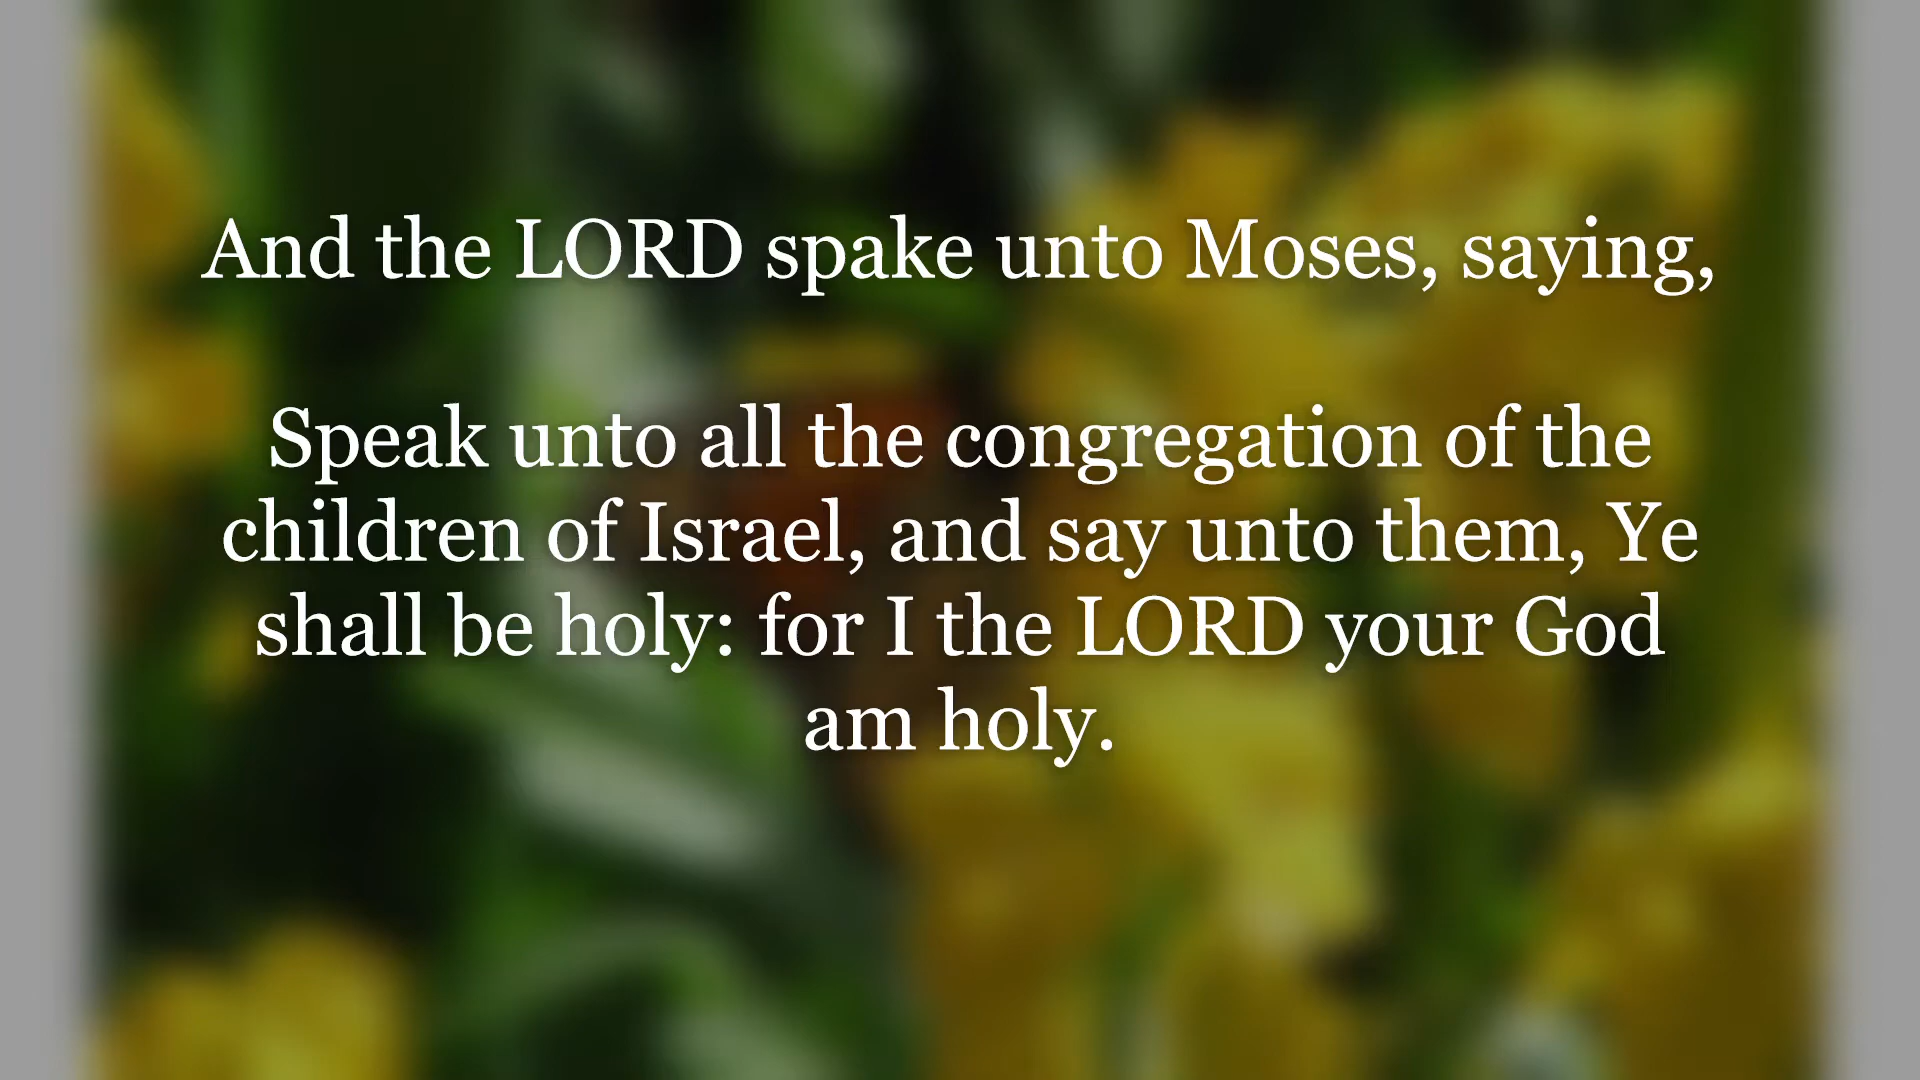 And the LORD spake unto Moses, saying,
Speak unto all the congregation of the
children of Israel, and say unto them, Ye
shall be holy: for I the LORD your God
am holy.